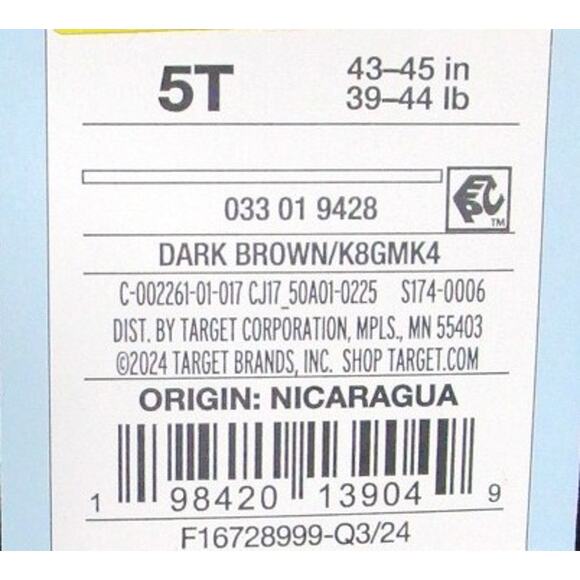 5T
43–45 in
39–44 lb
033 01 9428
EPC
TM
DARK BROWN/K8GMK4
C-002261-01-017 CJ17_50A01-0225 S174-0006
DIST. BY TARGET CORPORATION, MPLS., MN 55403
©2024 TARGET BRANDS, INC. SHOP TARGET.COM
ORIGIN: NICARAGUA
1 98420 13904 9
F16728999-Q3/24